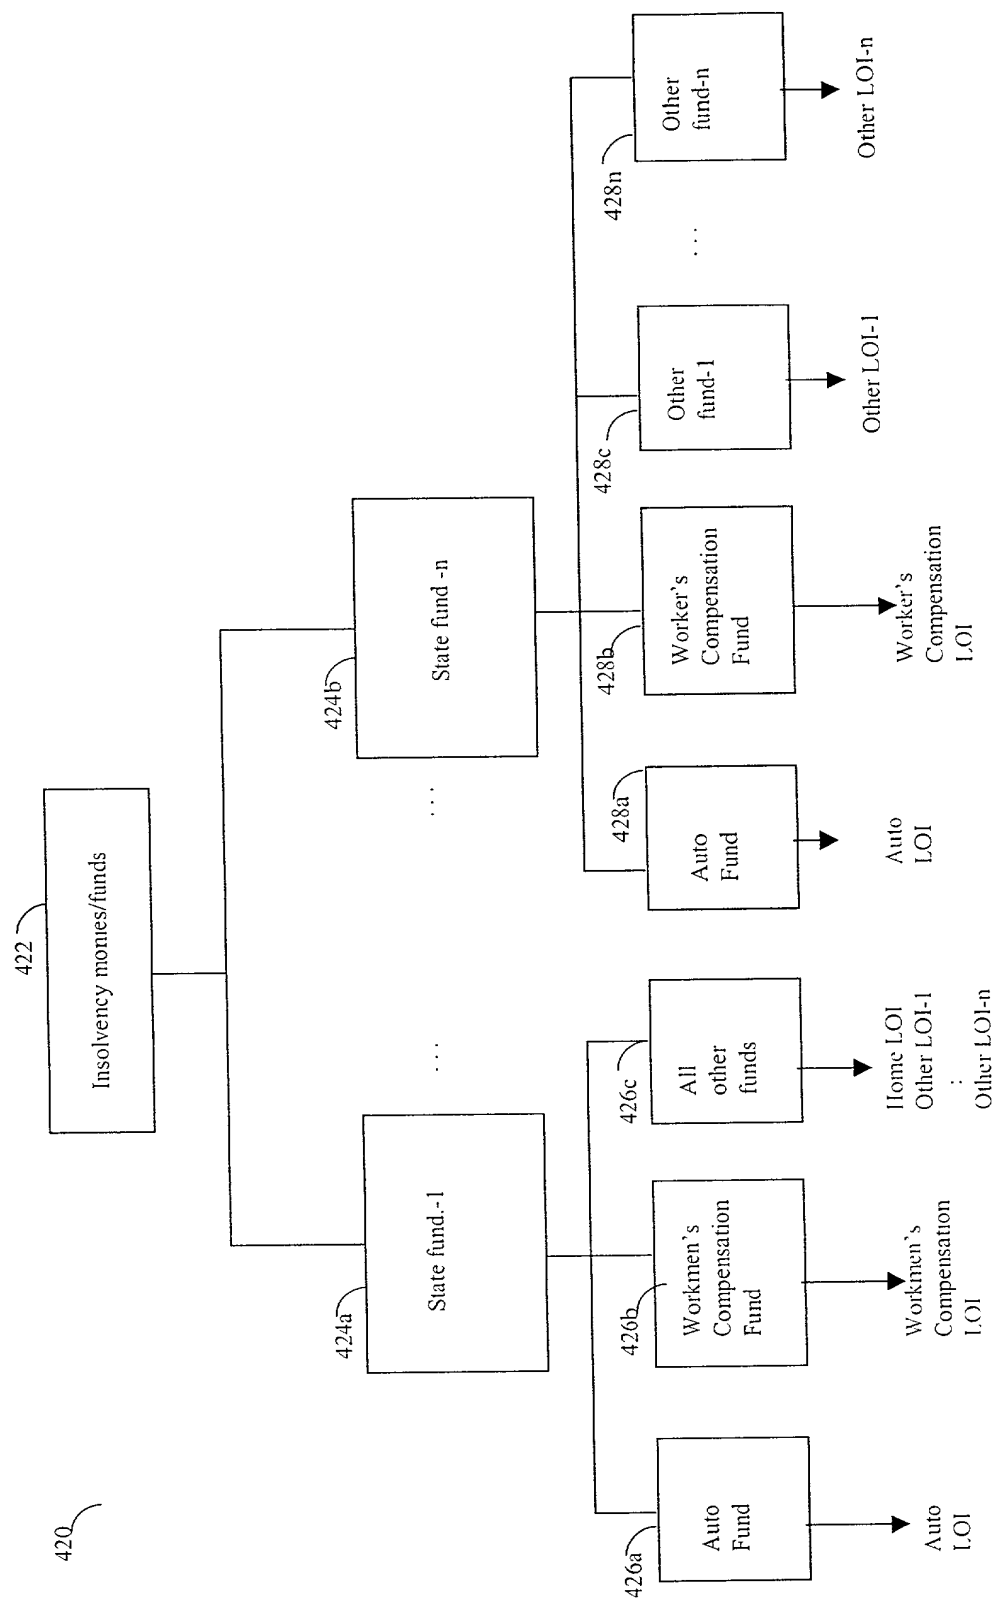 420
422
Insolvency monies/funds
424a
State fund.-1
. . .
. . .
424b
State fund -n
426a
Auto
Fund
426b
Workmen's
Compensation
Fund
426c
All
other
funds
428a
Auto
Fund
428b
Worker's
Compensation
Fund
428c
Other
fund-1
. . .
428n
Other
fund-n
Auto
LOI
Workmen's
Compensation
LOI
Home LOI
Other LOI-1
:
Other LOI-n
Auto
LOI
Worker's
Compensation
LOI
Other LOI-1
Other LOI-n